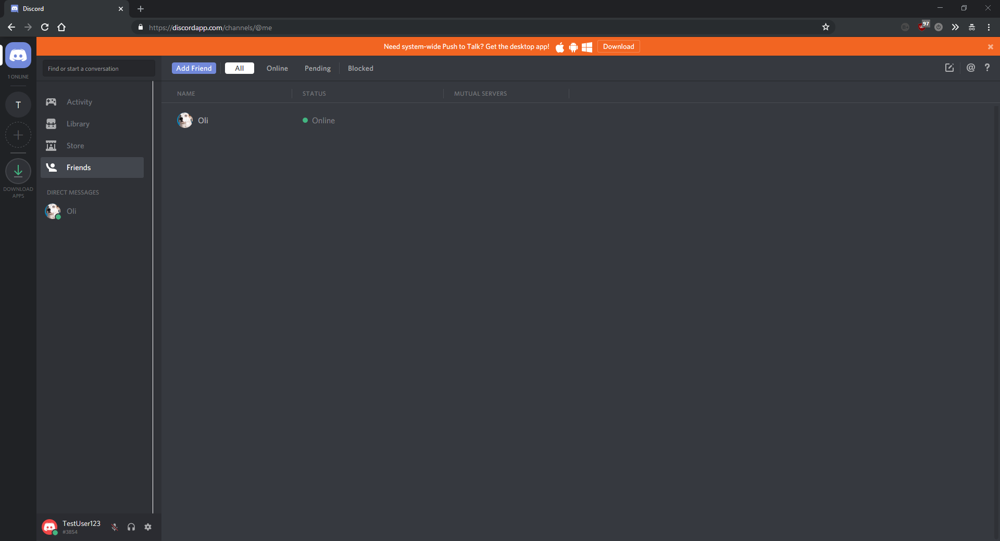 Discord
https://discordapp.com/channels/@me
97
Need system-wide Push to Talk? Get the desktop app!
Download
1 ONLINE
T
DOWNLOAD
APPS
Find or start a conversation
Activity
Library
Store
Friends
DIRECT MESSAGES
Oli
TestUser123
#3854
Add Friend
All
Online
Pending
Blocked
@
?
NAME
STATUS
MUTUAL SERVERS
Oli
Online